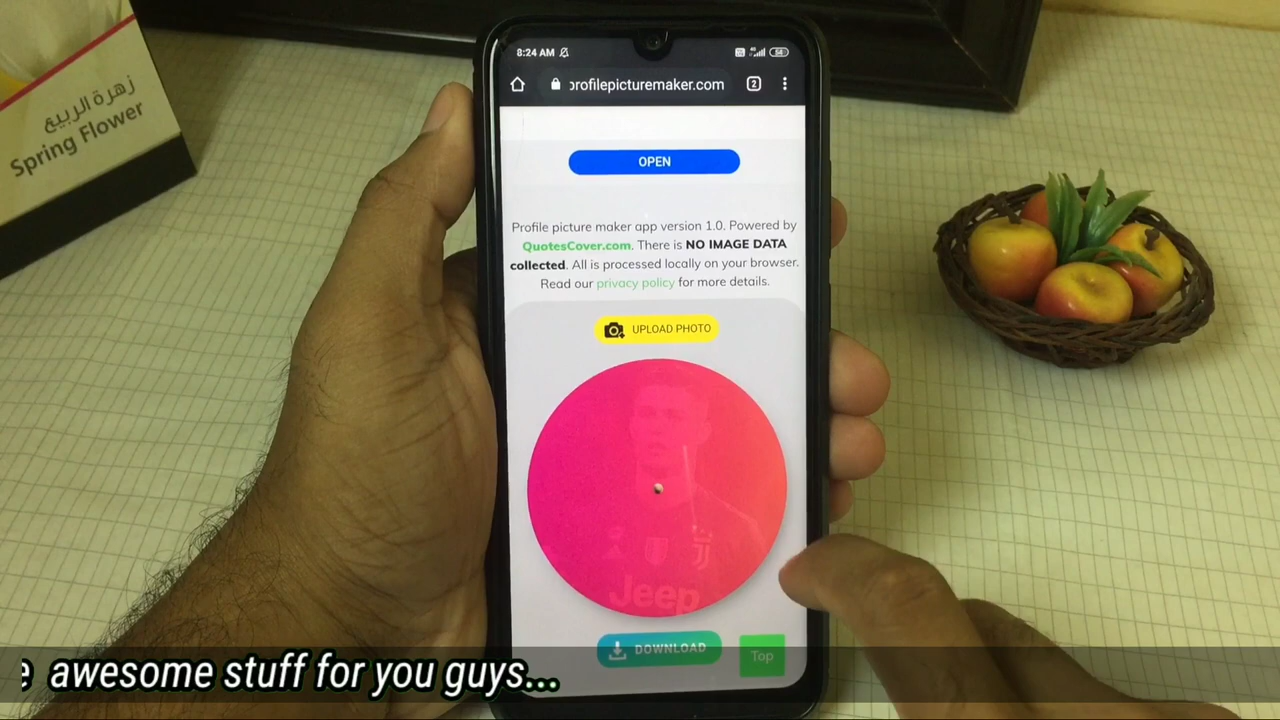 زهرة الربيع
Spring Flower
8:24 AM
54
profilepicturemaker.com
2
OPEN
Profile picture maker app version 1.0. Powered by
QuotesCover.com. There is NO IMAGE DATA
collected. All is processed locally on your browser.
Read our privacy policy for more details.
UPLOAD PHOTO
Jeep
DOWNLOAD
Top
awesome stuff for you guys...